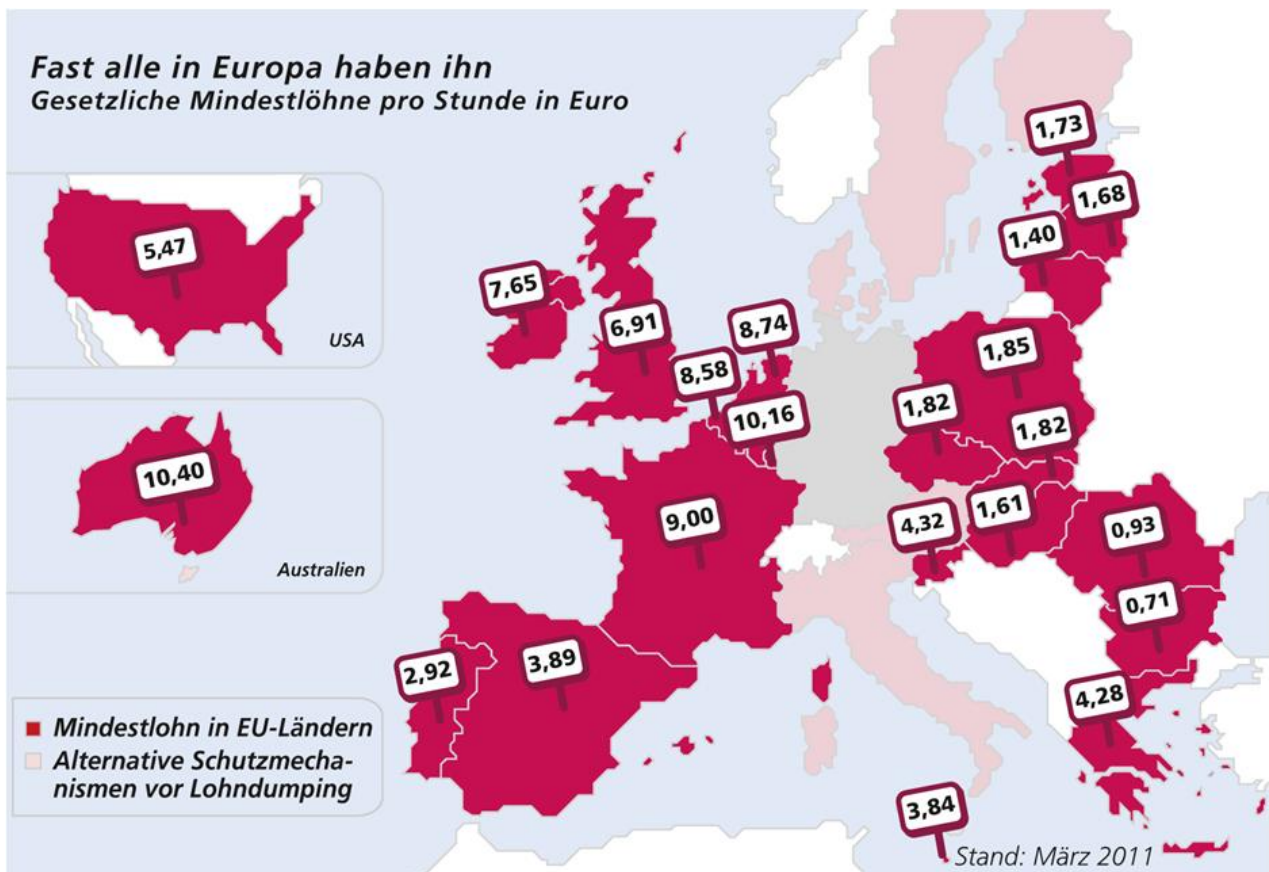 Fast alle in Europa haben ihn
Gesetzliche Mindestlöhne pro Stunde in Euro
5,47
USA
10,40
Australien
1,73
1,68
1,40
7,65
6,91
8,74
8,58
10,16
1,85
1,82
1,82
9,00
4,32
1,61
0,93
0,71
2,92
3,89
4,28
3,84
Mindestlohn in EU-Ländern
Alternative Schutzmecha-
nismen vor Lohndumping
Stand: März 2011